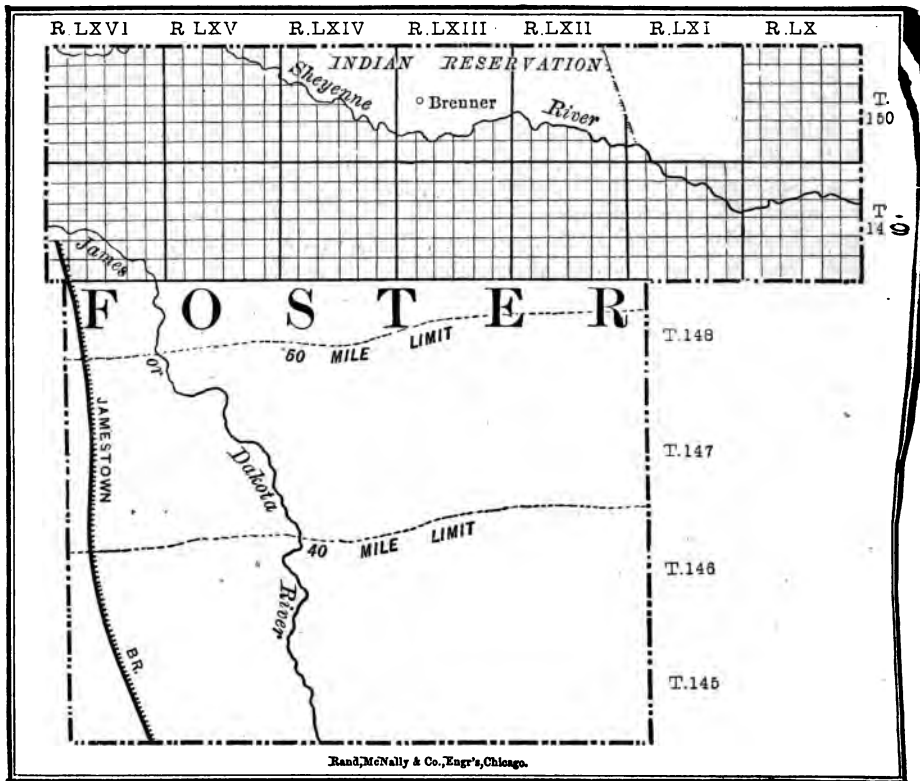 R. LXVI R. LXV R. LXIV R. LXIII R. LXII R. LXI R. LX
INDIAN RESERVATION
Sheyenne River
Brenner
T. 150
T. 14
James or Dakota River
FOSTER
T.148
50 MILE LIMIT
JAMESTOWN BR.
T.147
40 MILE LIMIT
T.146
T.145
Rand, McNally & Co., Engr's, Chicago.